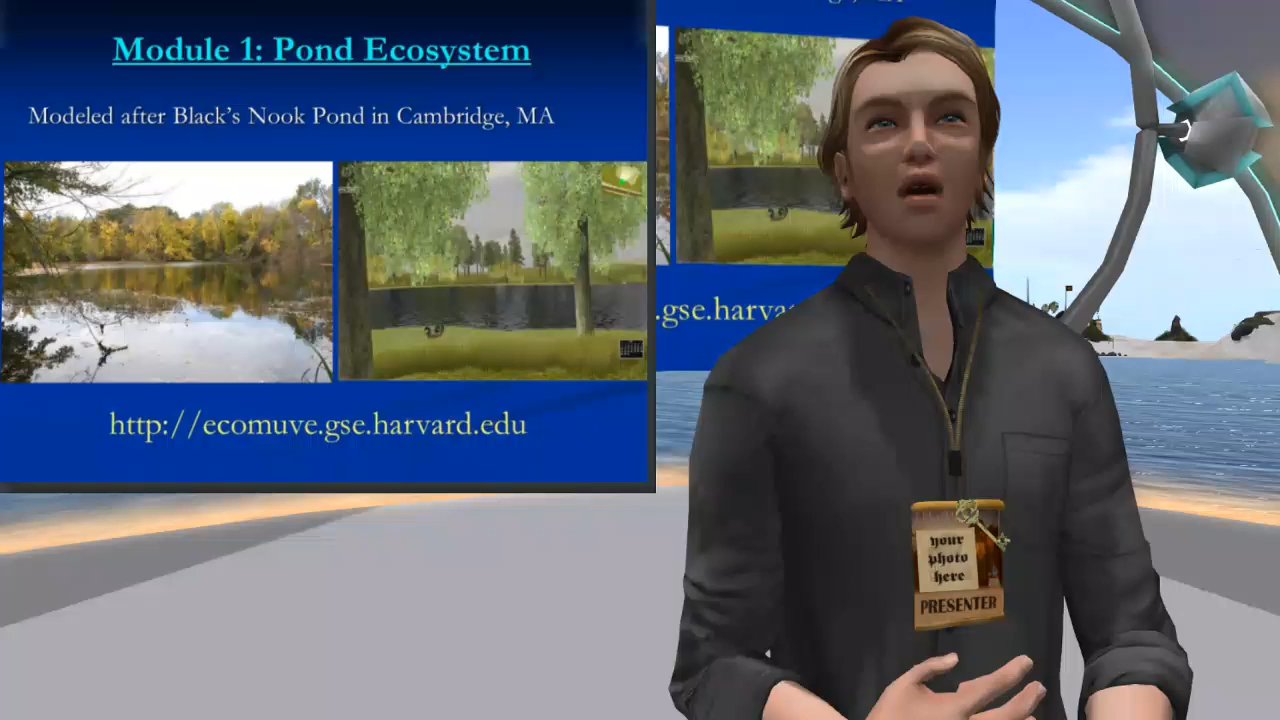 Module 1: Pond Ecosystem
Modeled after Black's Nook Pond in Cambridge, MA
http://ecomuve.gse.harvard.edu
.gse.harva
your
photo
here
PRESENTER